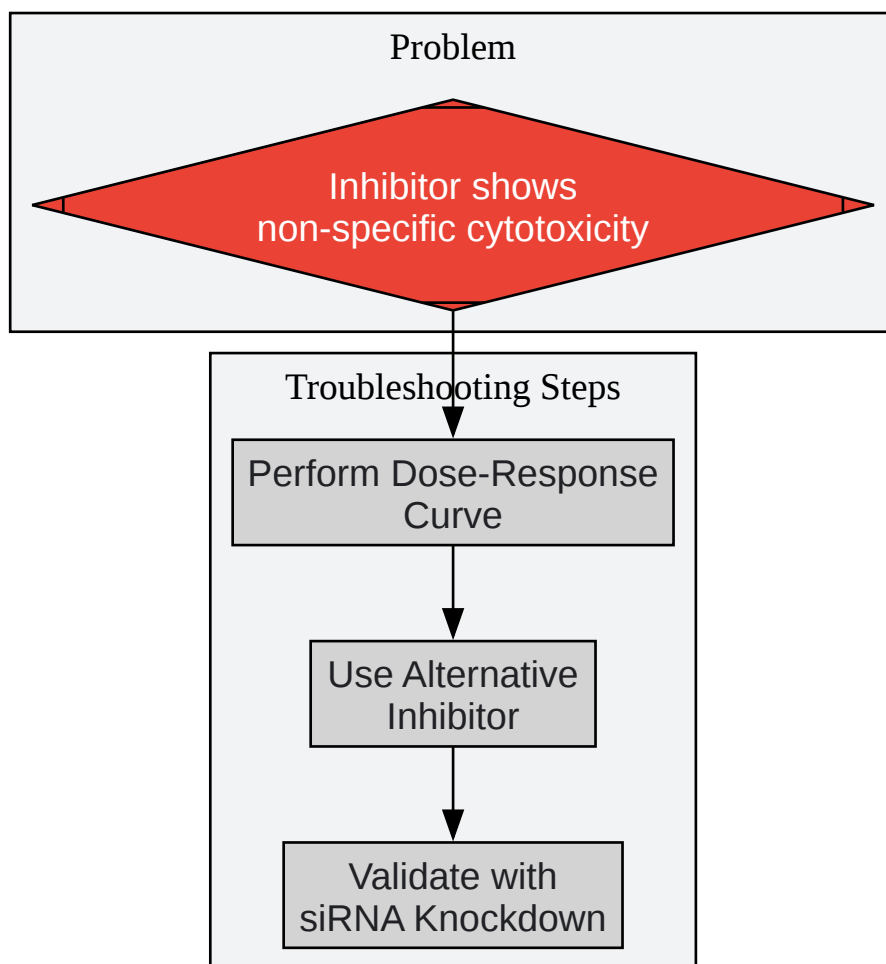 Problem
Inhibitor shows
non-specific cytotoxicity
Troubleshooting Steps
Perform Dose-Response
Curve
Use Alternative
Inhibitor
Validate with
siRNA Knockdown